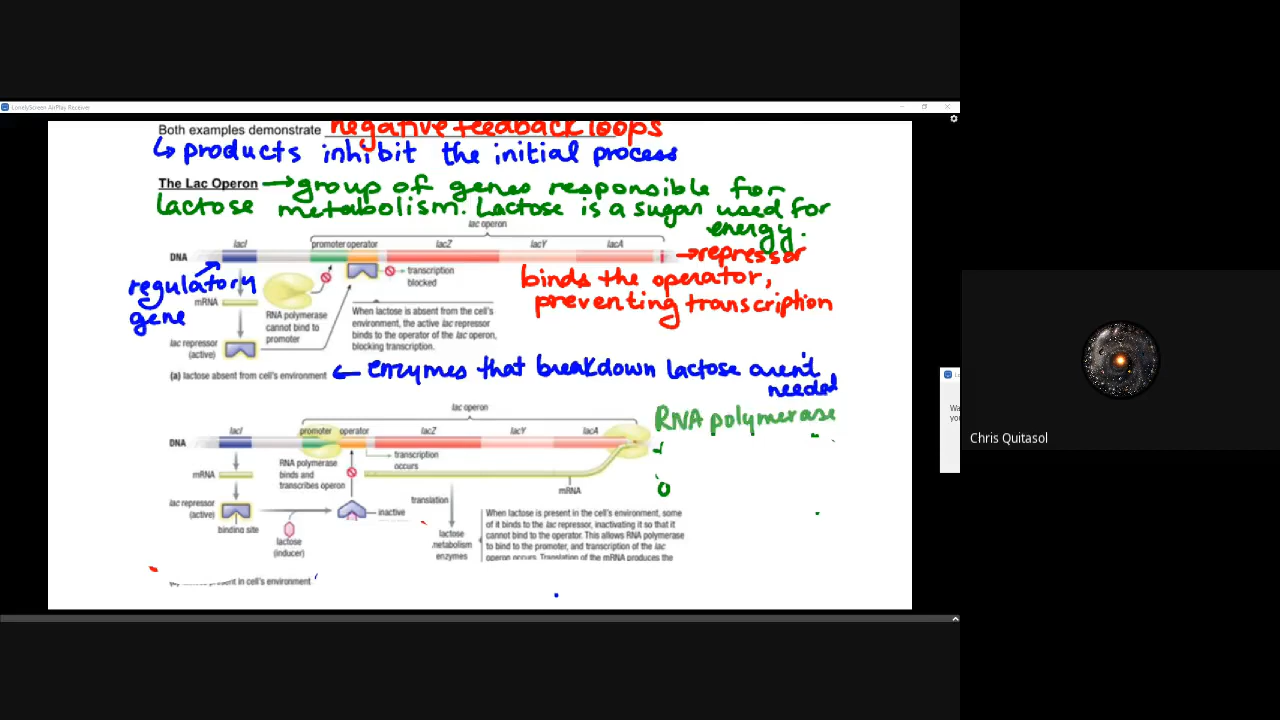 LonelyScreen AirPlay Receiver
Both examples demonstrate negative feedback loops
↳ products inhibit the initial process
The Lac Operon → group of genes responsible for
lactose metabolism. Lactose is a sugar used for
energy.
lac operon
lacI promoter operator lacZ lacY lacA
DNA
→ repressor
binds the operator,
preventing transcription
transcription
blocked
regulatory
gene
mRNA
RNA polymerase
cannot bind to
promoter
When lactose is absent from the cell's
environment, the active lac repressor
binds to the operator of the lac operon,
blocking transcription.
lac repressor
(active)
(a) lactose absent from cell's environment
← enzymes that breakdown lactose aren't
needed
lac operon
RNA polymerase
lacI promoter operator lacZ lacY lacA
DNA
transcription
occurs
RNA polymerase
binds and
transcribes operon
mRNA
mRNA
lac repressor
(active)
binding site
lactose
(inducer)
inactive
translation
lactose
metabolism
enzymes
When lactose is present in the cell's environment, some
of it binds to the lac repressor, inactivating it so that it
cannot bind to the operator. This allows RNA polymerase
to bind to the promoter, and transcription of the lac
operon occurs. Translation of the mRNA produces the
present in cell's environment
Chris Quitasol